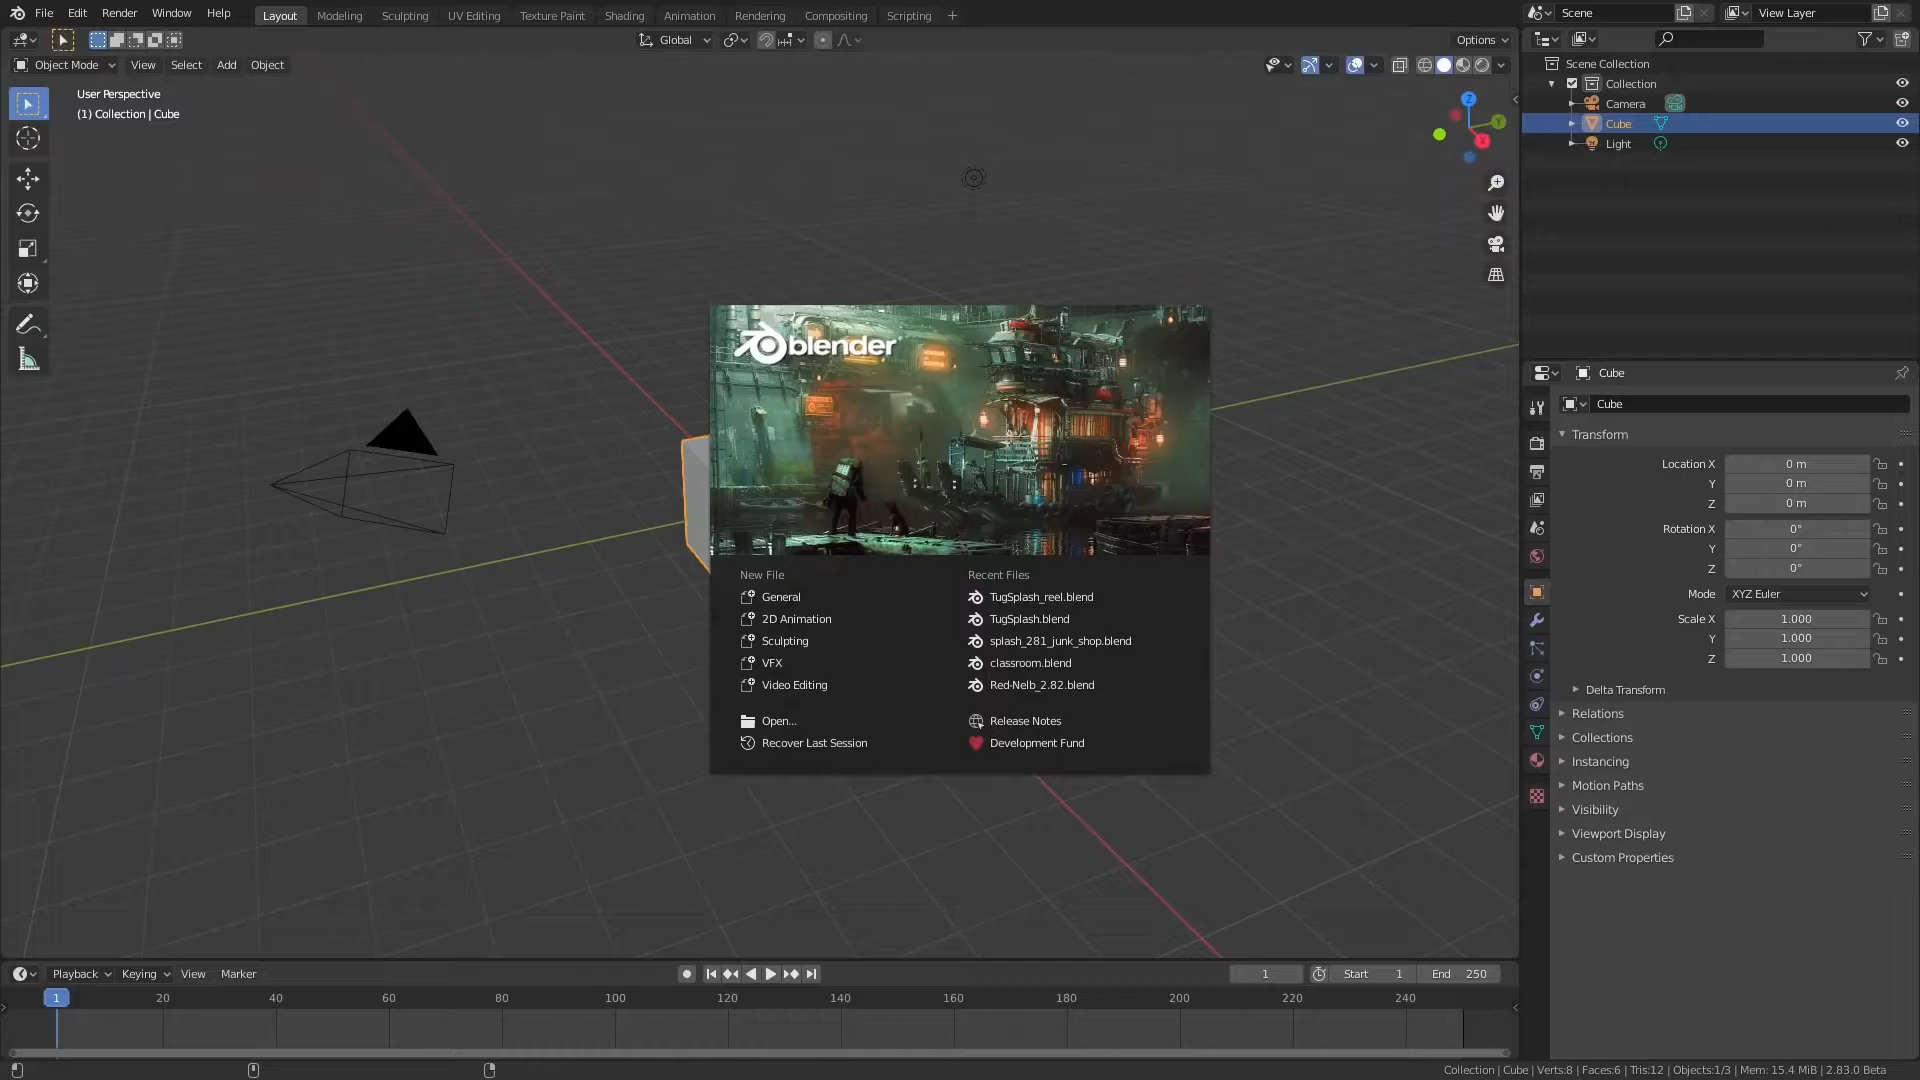 File Edit Render Window Help Layout Modeling Sculpting UV Editing Texture Paint Shading Animation Rendering Compositing Scripting + Scene View Layer
Global Options
Object Mode View Select Add Object
User Perspective
(1) Collection | Cube
Z
Y
X
Scene Collection
Collection
Camera
Cube
Light
blender
New File
General
2D Animation
Sculpting
VFX
Video Editing
Open...
Recover Last Session
Recent Files
TugSplash_reel.blend
TugSplash.blend
splash_281_junk_shop.blend
classroom.blend
Red-Nelb_2.82.blend
Release Notes
Development Fund
Cube
Cube
Transform
Location X 0 m
Y 0 m
Z 0 m
Rotation X 0°
Y 0°
Z 0°
Mode XYZ Euler
Scale X 1.000
Y 1.000
Z 1.000
Delta Transform
Relations
Collections
Instancing
Motion Paths
Visibility
Viewport Display
Custom Properties
Playback Keying View Marker 1 Start 1 End 250
1 20 40 60 80 100 120 140 160 180 200 220 240
Collection | Cube | Verts:8 | Faces:6 | Tris:12 | Objects:1/3 | Mem: 15.4 MiB | 2.83.0 Beta